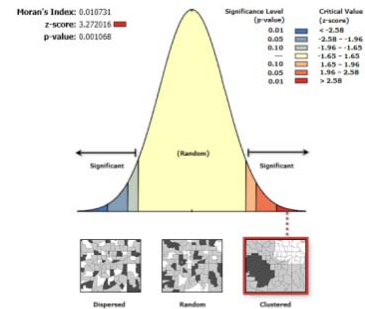 Moran's Index: 0.010731
z-score: 3.272016
p-value: 0.001068
Significance Level
(p-value)
Critical Value
(z-score)
0.01 < -2.58
0.05 -2.58 - -1.96
0.10 -1.96 - -1.65
— -1.65 - 1.65
0.10 1.65 - 1.96
0.05 1.96 - 2.58
0.01 > 2.58
Significant
(Random)
Significant
Dispersed
Random
Clustered